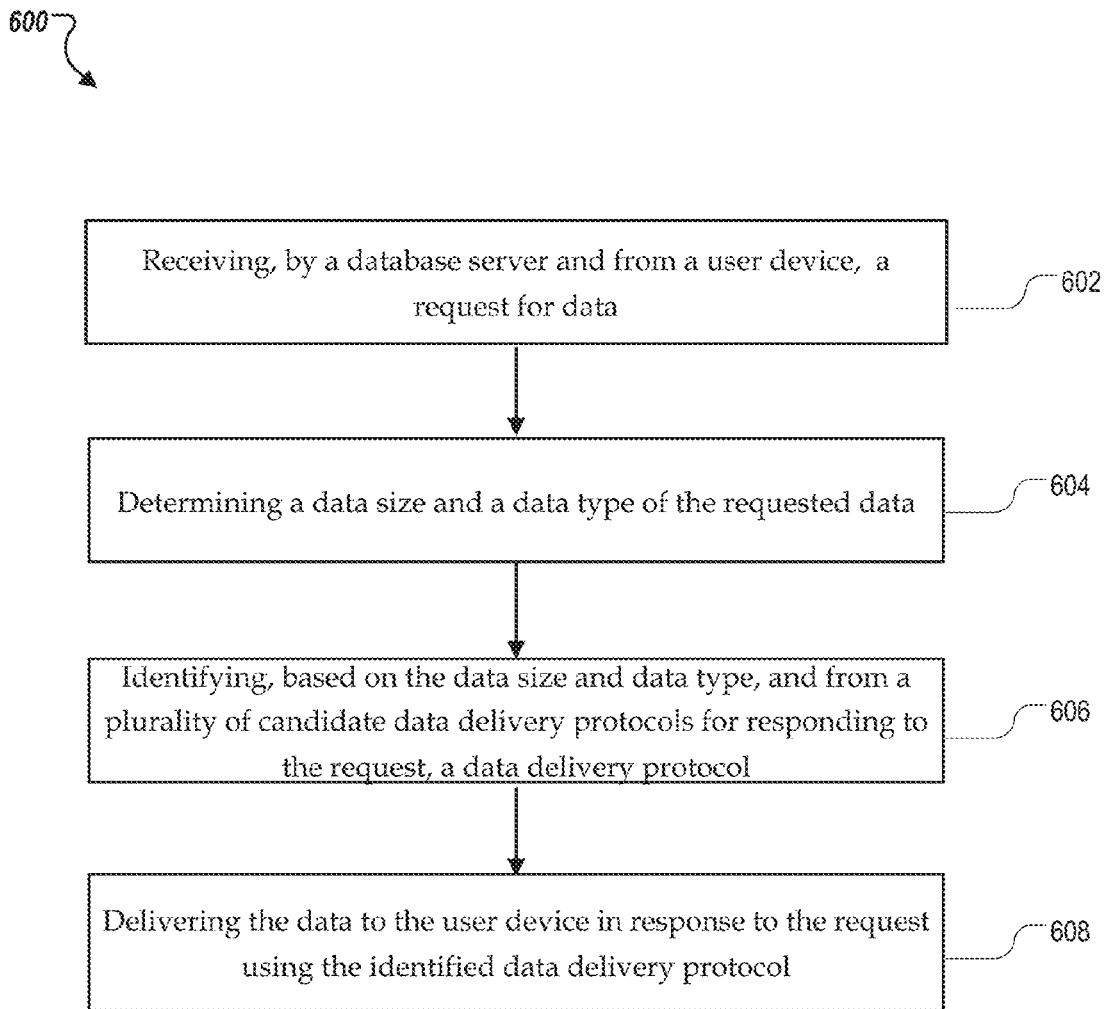 600
Receiving, by a database server and from a user device, a
request for data
602
Determining a data size and a data type of the requested data
604
Identifying, based on the data size and data type, and from a
plurality of candidate data delivery protocols for responding to
the request, a data delivery protocol
606
Delivering the data to the user device in response to the request
using the identified data delivery protocol
608